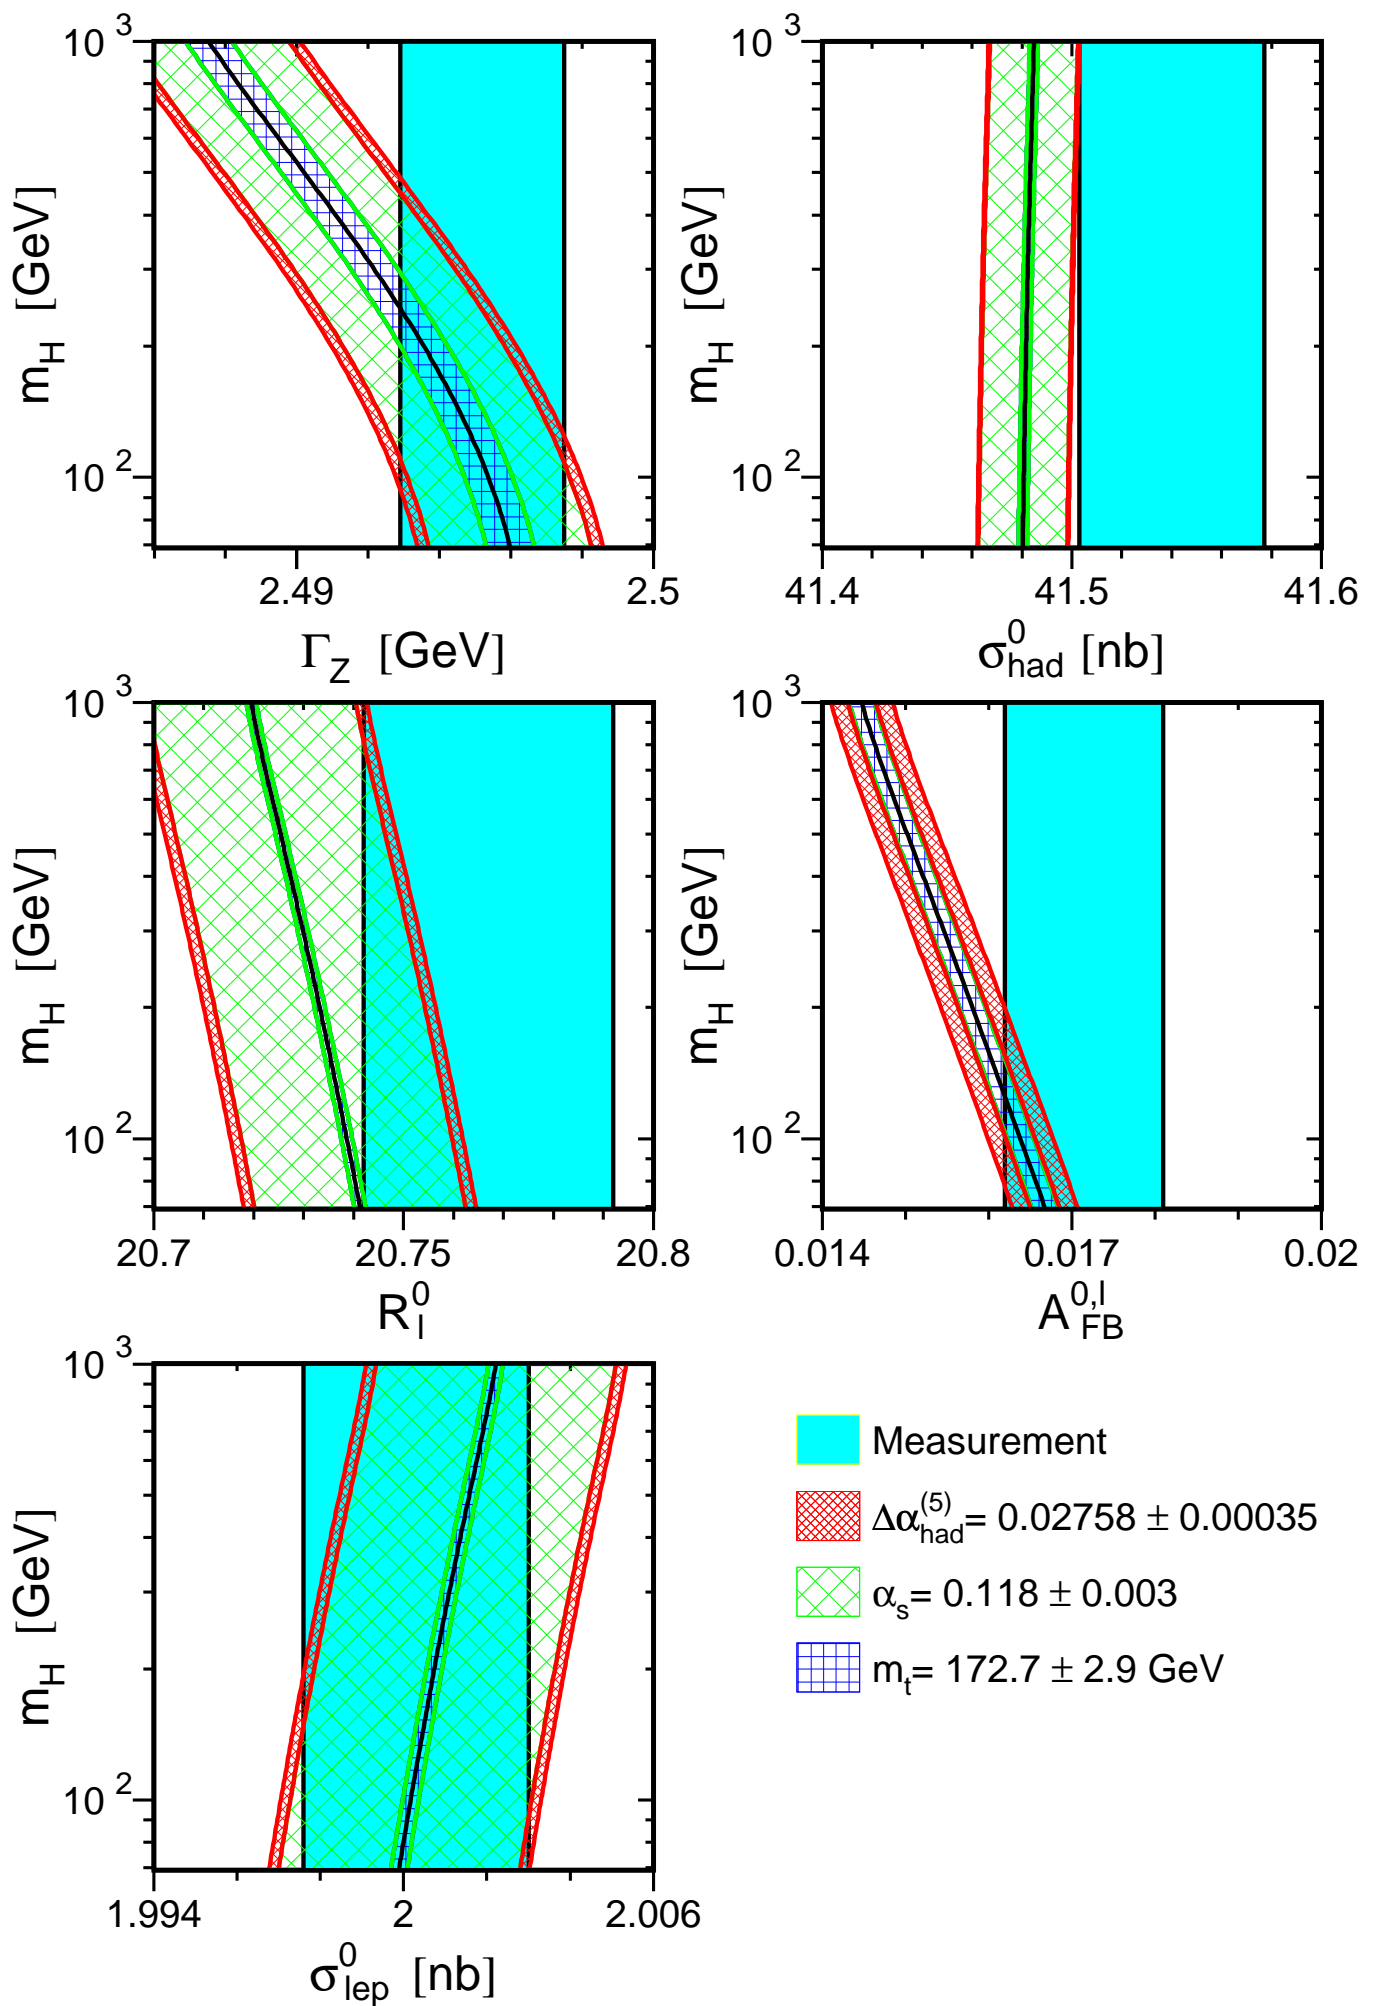 10³ 10³
m_H [GeV] m_H [GeV]
10² 10²
2.49 2.5 41.4 41.5 41.6
Γ_Z [GeV] σ⁰_had [nb]
10³ 10³
m_H [GeV] m_H [GeV]
10² 10²
20.7 20.75 20.8 0.014 0.017 0.02
R⁰_l A^{0,l}_FB
10³
m_H [GeV]
10²
1.994 2 2.006
σ⁰_lep [nb]
Measurement
Δα^{(5)}_had= 0.02758 ± 0.00035
α_s= 0.118 ± 0.003
m_t= 172.7 ± 2.9 GeV